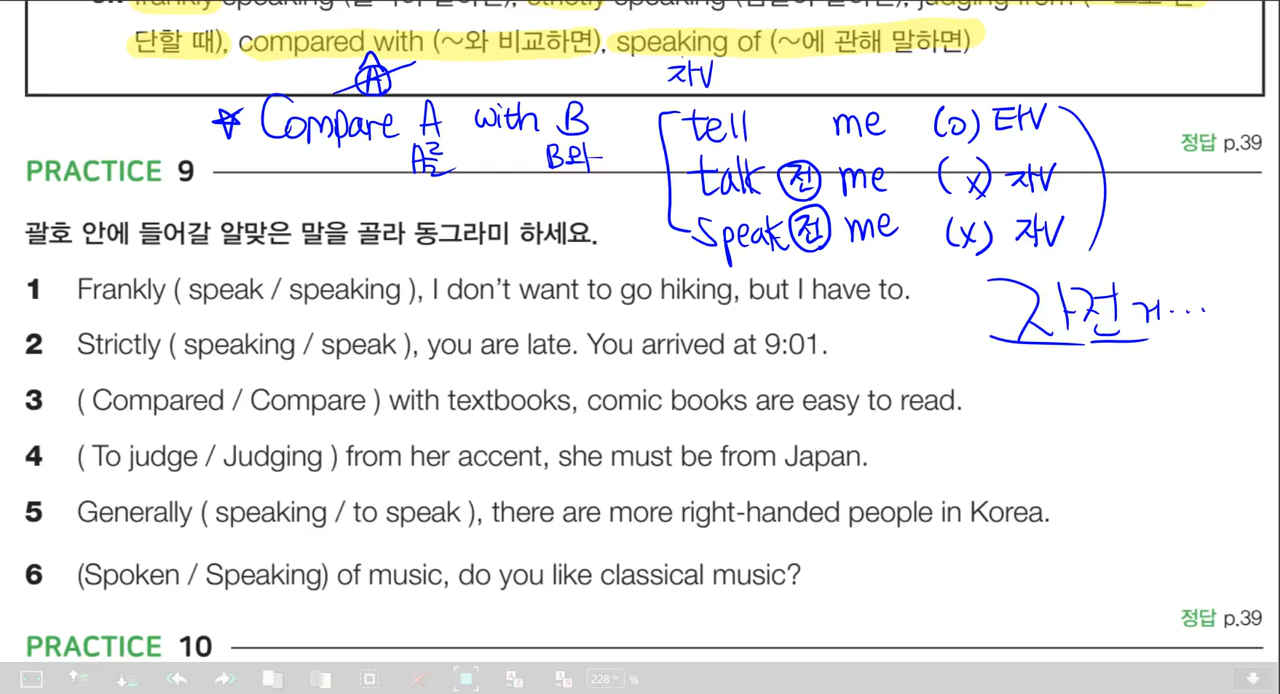 단할 때), compared with (～와 비교하면), speaking of (～에 관해 말하면)
A
자V
☆ Compare A with B
A를 B와
tell me (O) 타V
talk 전 me (X) 자V
speak 전 me (X) 자V
자전거...
정답 p.39
PRACTICE 9
괄호 안에 들어갈 알맞은 말을 골라 동그라미 하세요.
1 Frankly ( speak / speaking ), I don't want to go hiking, but I have to.
2 Strictly ( speaking / speak ), you are late. You arrived at 9:01.
3 ( Compared / Compare ) with textbooks, comic books are easy to read.
4 ( To judge / Judging ) from her accent, she must be from Japan.
5 Generally ( speaking / to speak ), there are more right-handed people in Korea.
6 (Spoken / Speaking) of music, do you like classical music?
정답 p.39
PRACTICE 10
228 %